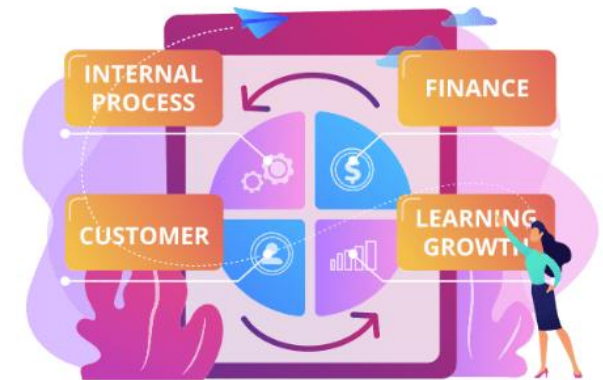 INTERNAL
PROCESS
FINANCE
CUSTOMER
LEARNING
GROWTH
$